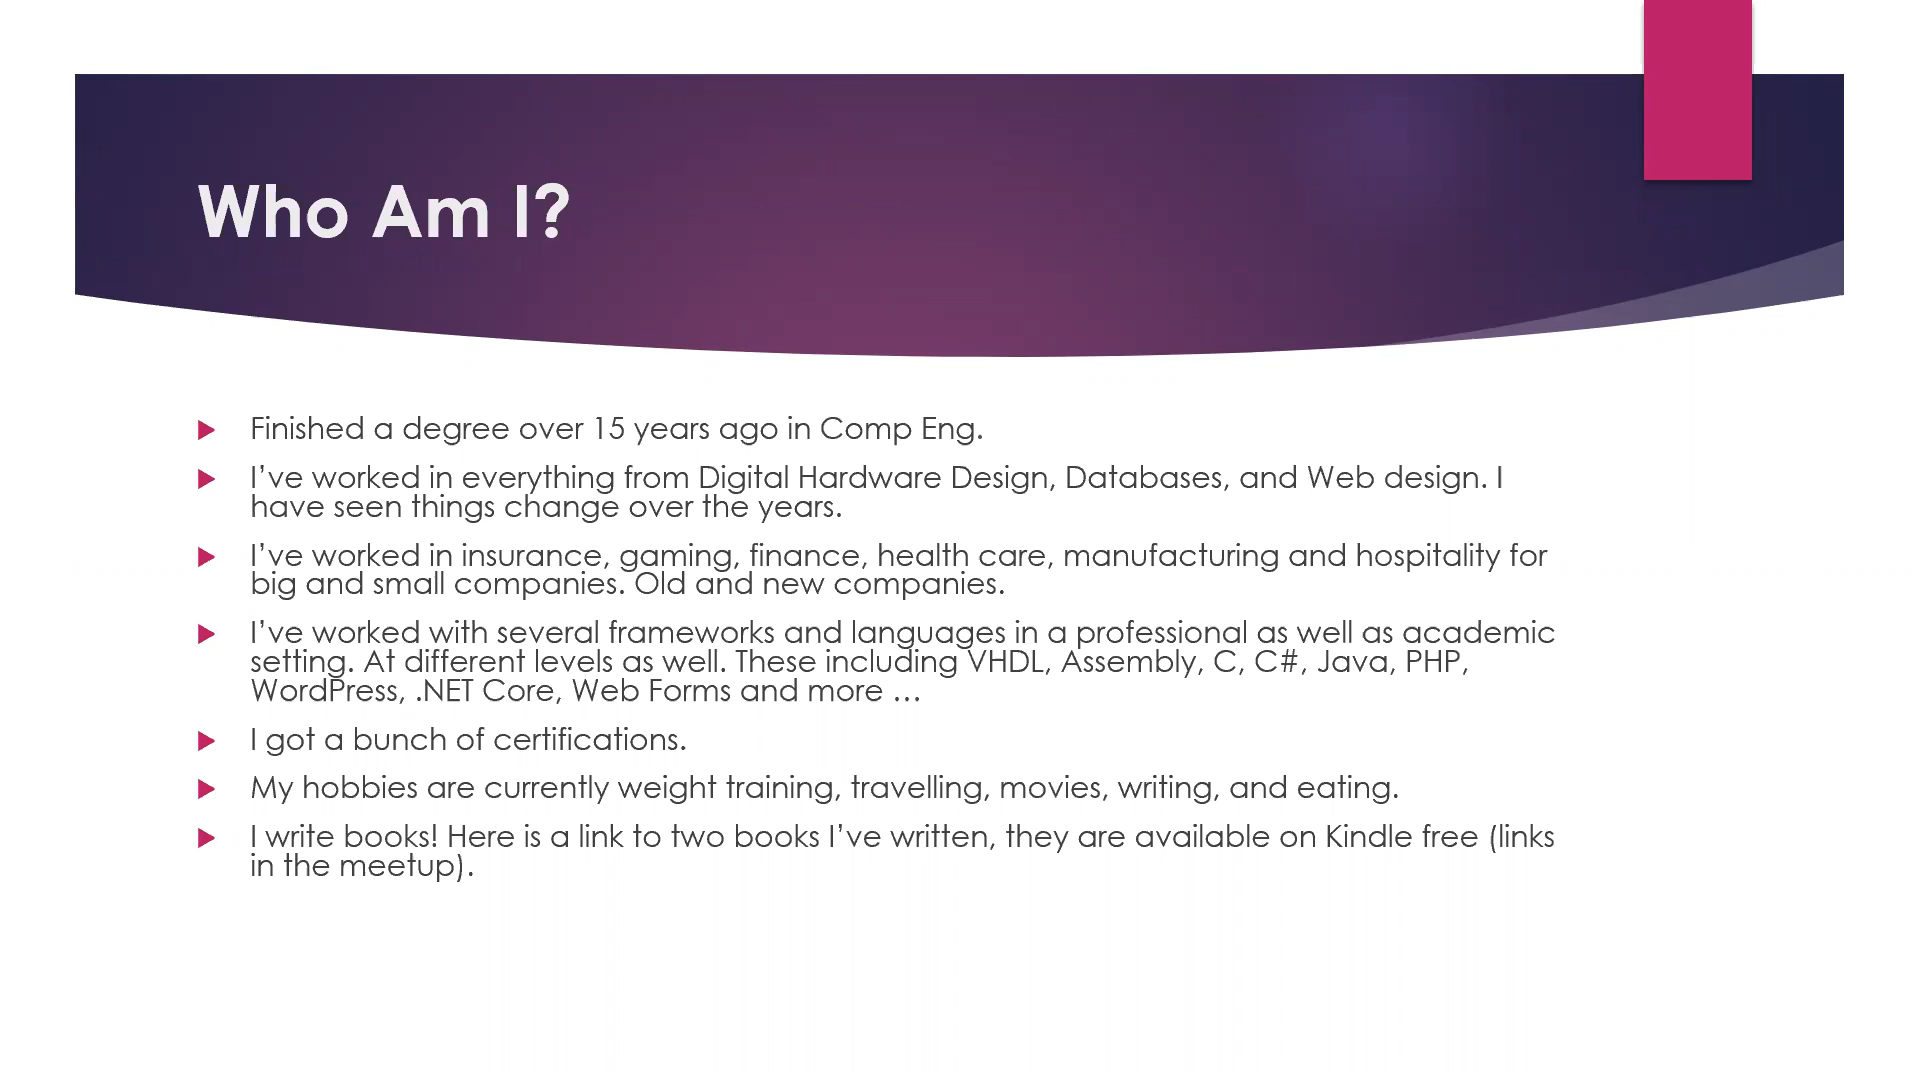 Who Am I?
Finished a degree over 15 years ago in Comp Eng.
I’ve worked in everything from Digital Hardware Design, Databases, and Web design. I
have seen things change over the years.
I’ve worked in insurance, gaming, finance, health care, manufacturing and hospitality for
big and small companies. Old and new companies.
I’ve worked with several frameworks and languages in a professional as well as academic
setting. At different levels as well. These including VHDL, Assembly, C, C#, Java, PHP,
WordPress, .NET Core, Web Forms and more …
I got a bunch of certifications.
My hobbies are currently weight training, travelling, movies, writing, and eating.
I write books! Here is a link to two books I’ve written, they are available on Kindle free (links
in the meetup).